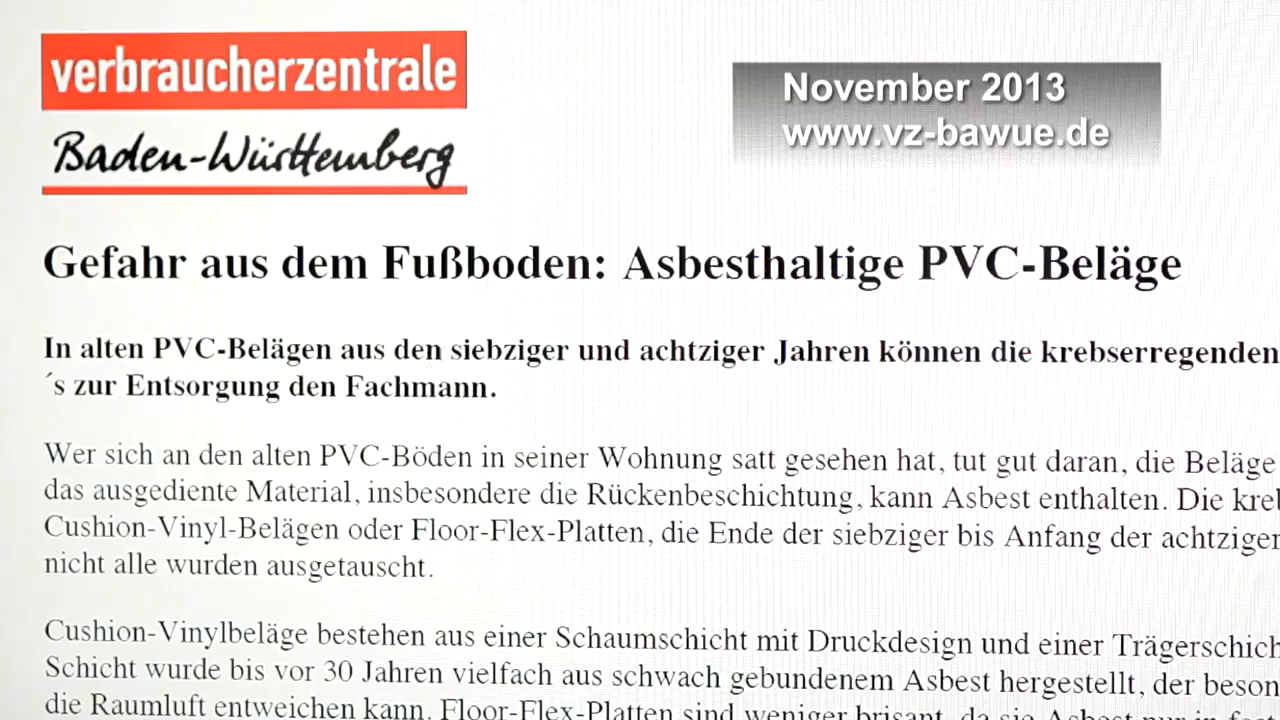 verbraucherzentrale
Baden-Württemberg
November 2013
www.vz-bawue.de
Gefahr aus dem Fußboden: Asbesthaltige PVC-Beläge
In alten PVC-Belägen aus den siebziger und achtziger Jahren können die krebserregenden
´s zur Entsorgung den Fachmann.
Wer sich an den alten PVC-Böden in seiner Wohnung satt gesehen hat, tut gut daran, die Beläge
das ausgediente Material, insbesondere die Rückenbeschichtung, kann Asbest enthalten. Die
Cushion-Vinyl-Belägen oder Floor-Flex-Platten, die Ende der siebziger bis Anfang der achtziger
nicht alle wurden ausgetauscht.
Cushion-Vinylbeläge bestehen aus einer Schaumschicht mit Druckdesign und einer
Schicht wurde bis vor 30 Jahren vielfach aus schwach gebundenem Asbest hergestellt, der
die Raumluft entweichen kann. Floor-Flex-Platten sind weniger brisant, da sie Asbest nur in